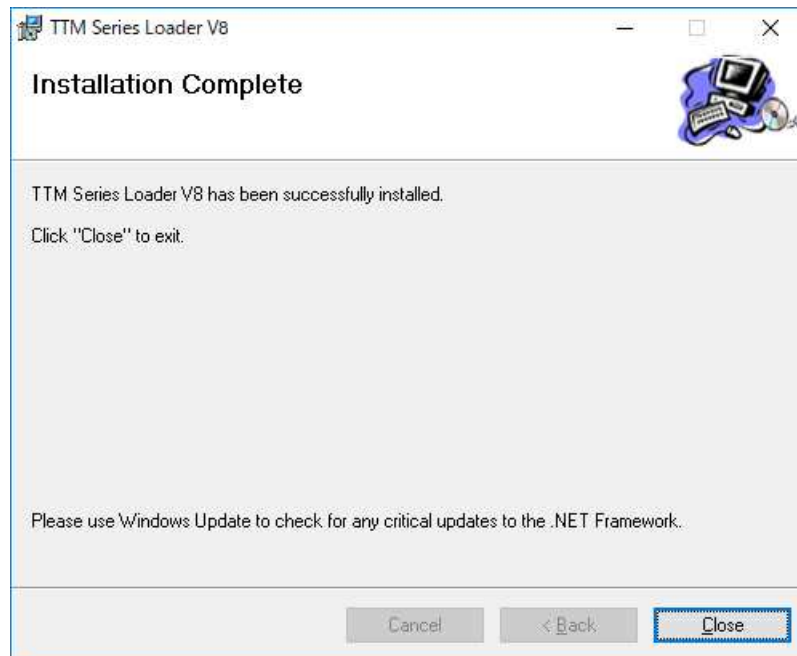 TTM Series Loader V8
Installation Complete
TTM Series Loader V8 has been successfully installed.
Click "Close" to exit.
Please use Windows Update to check for any critical updates to the .NET Framework.
Cancel
< Back
Close